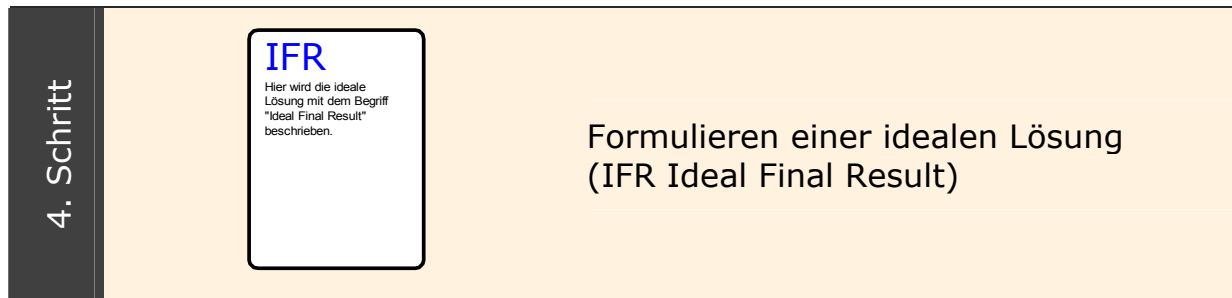 4. Schritt
IFR
Hier wird die ideale
Lösung mit dem Begriff
"Ideal Final Result"
beschrieben.
Formulieren einer idealen Lösung
(IFR Ideal Final Result)